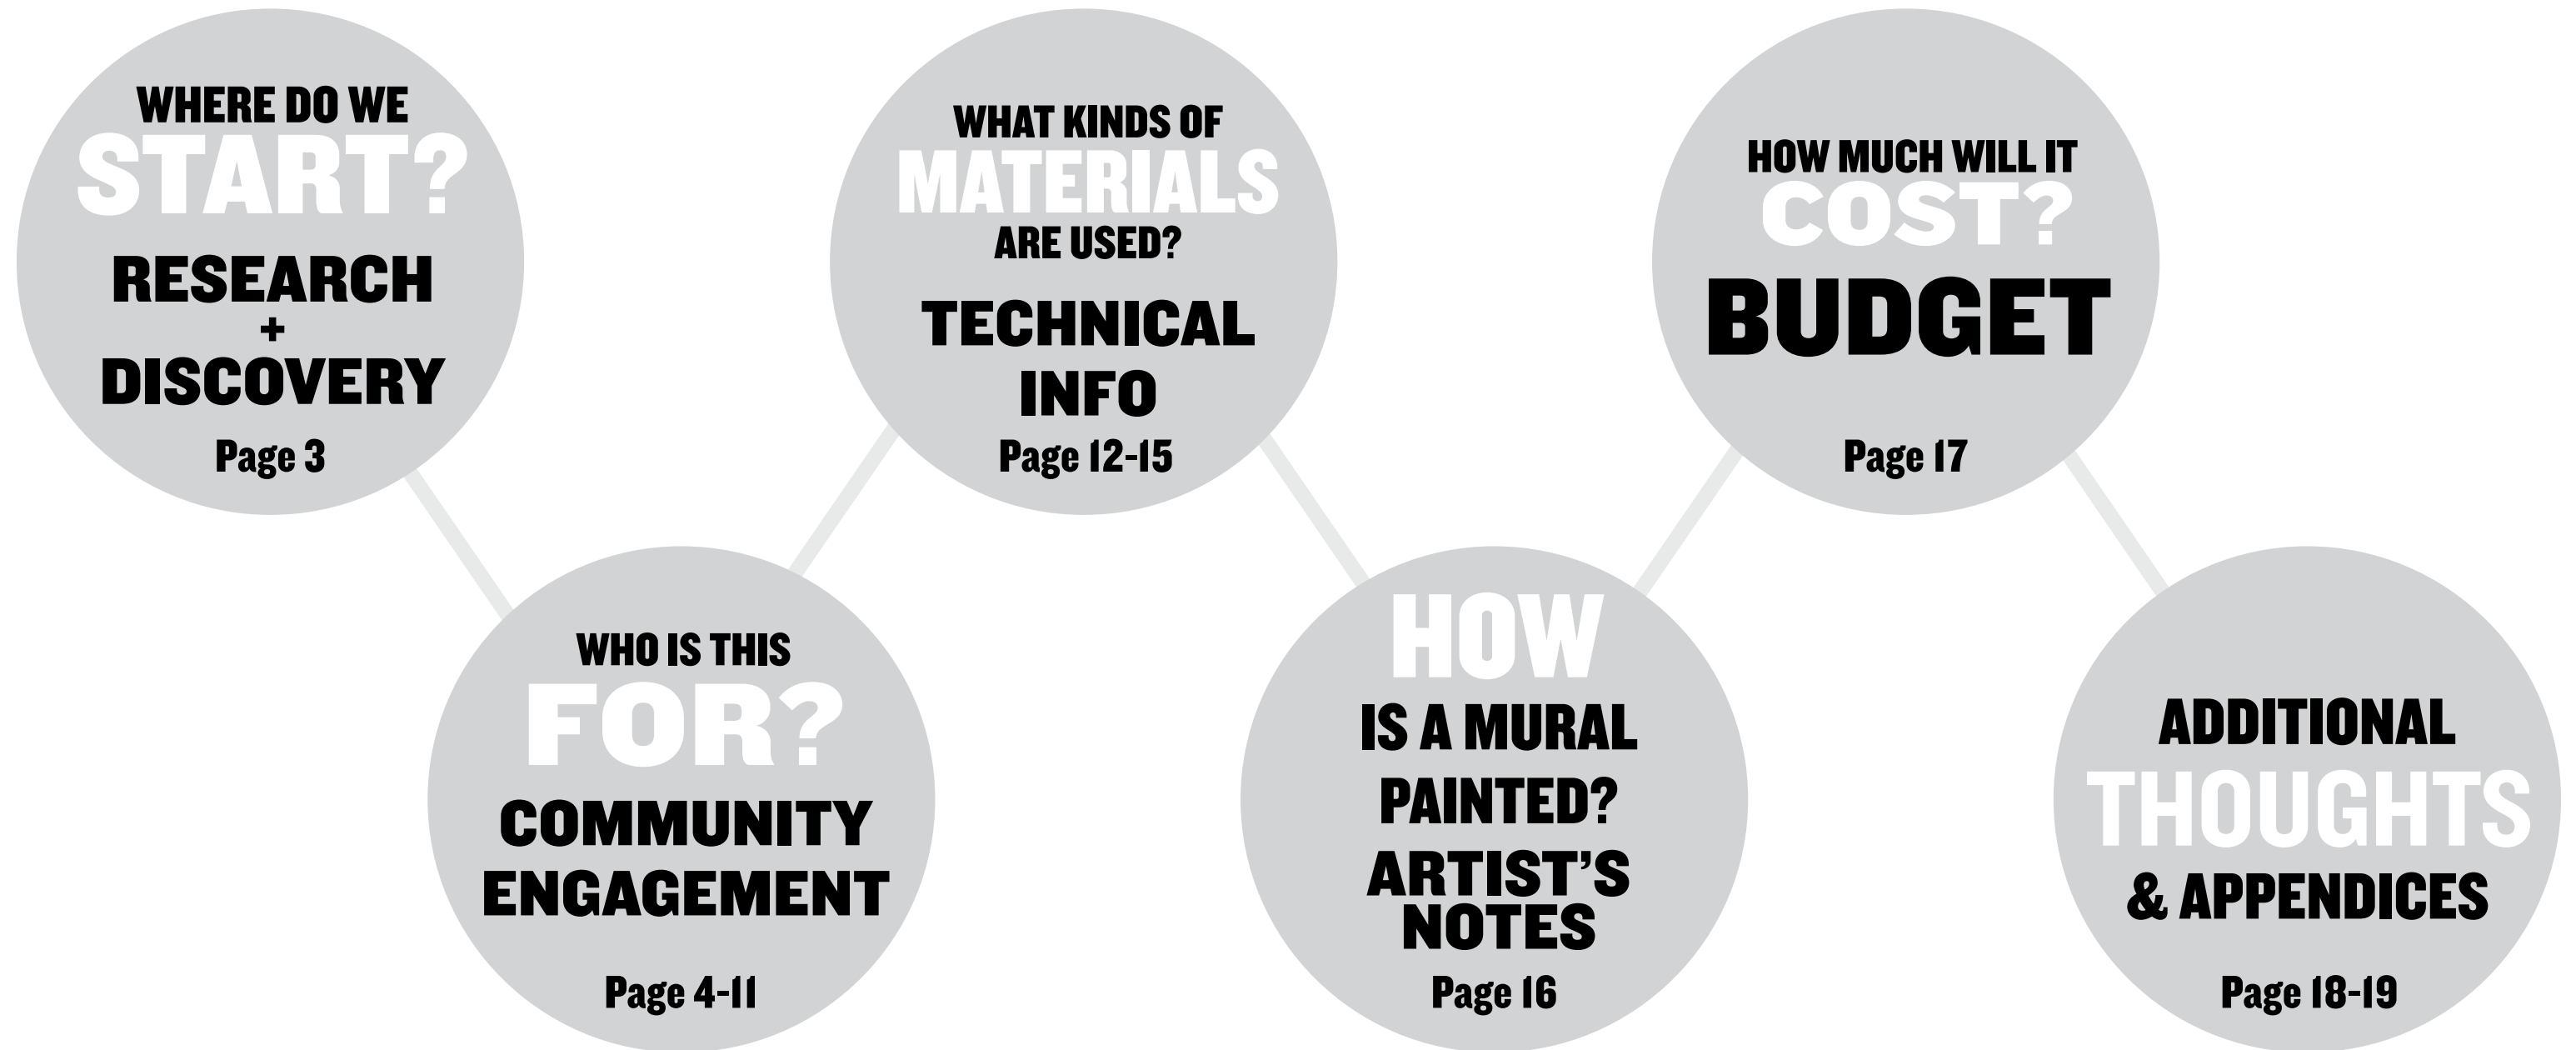 WHERE DO WE
START?
RESEARCH
+
DISCOVERY
Page 3
WHO IS THIS
FOR?
COMMUNITY
ENGAGEMENT
Page 4-11
WHAT KINDS OF
MATERIALS
ARE USED?
TECHNICAL
INFO
Page 12-15
HOW
IS A MURAL
PAINTED?
ARTIST’S
NOTES
Page 16
HOW MUCH WILL IT
COST?
BUDGET
Page 17
ADDITIONAL
THOUGHTS
& APPENDICES
Page 18-19